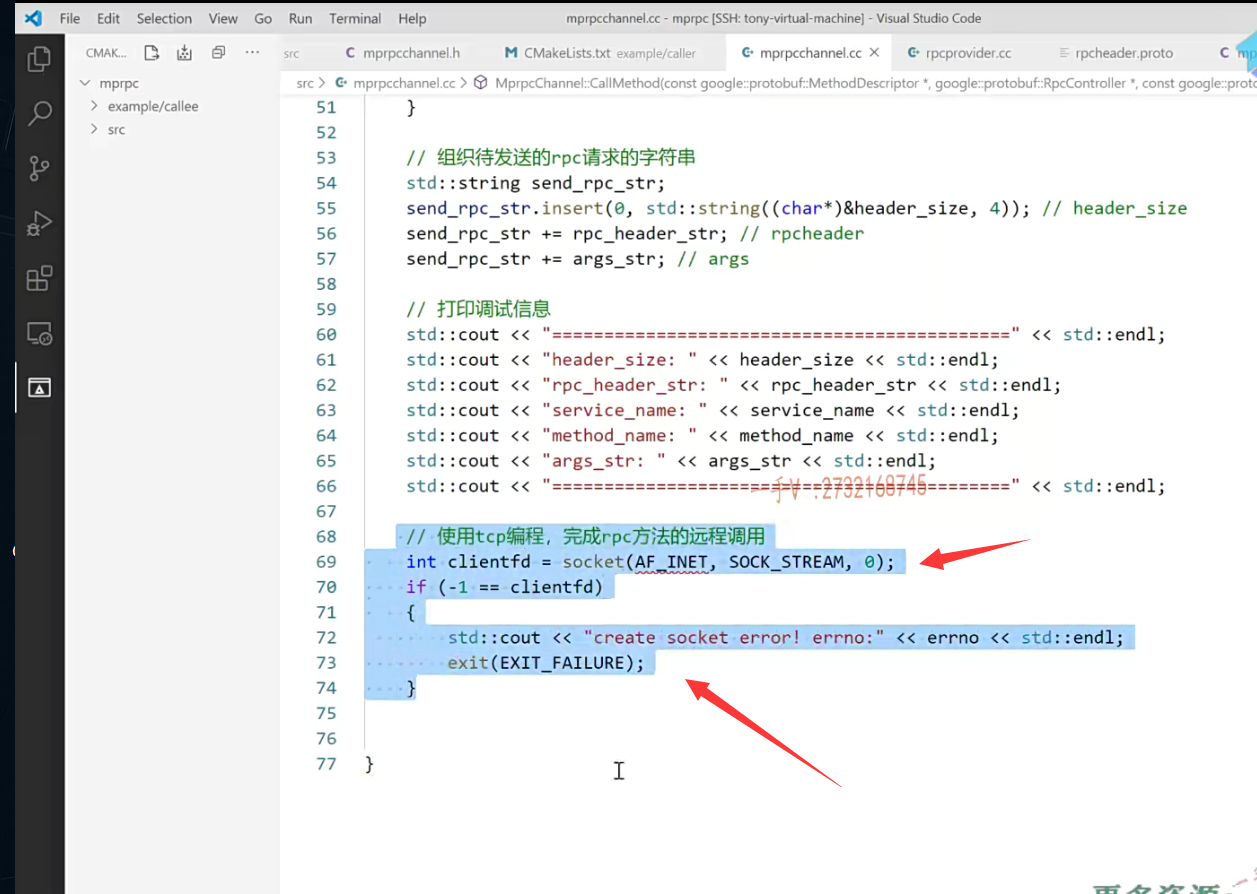 File Edit Selection View Go Run Terminal Help mprpcchannel.cc - mprpc [SSH: tony-virtual-machine] - Visual Studio Code
CMAK... ··· src C mprpcchannel.h M CMakeLists.txt example/caller mprpcchannel.cc × rpcprovider.cc rpcheader.proto C
mprpc
example/callee
src
src > mprpcchannel.cc > MprpcChannel::CallMethod(const google::protobuf::MethodDescriptor *, google::protobuf::RpcController *, const google::proto
51 }
52
53 // 组织待发送的rpc请求的字符串
54 std::string send_rpc_str;
55 send_rpc_str.insert(0, std::string((char*)&header_size, 4)); // header_size
56 send_rpc_str += rpc_header_str; // rpcheader
57 send_rpc_str += args_str; // args
58
59 // 打印调试信息
60 std::cout << "============================================" << std::endl;
61 std::cout << "header_size: " << header_size << std::endl;
62 std::cout << "rpc_header_str: " << rpc_header_str << std::endl;
63 std::cout << "service_name: " << service_name << std::endl;
64 std::cout << "method_name: " << method_name << std::endl;
65 std::cout << "args_str: " << args_str << std::endl;
66 std::cout << "============================================" << std::endl;
一手V :2732168745
67
68 // 使用tcp编程，完成rpc方法的远程调用
69 int clientfd = socket(AF_INET, SOCK_STREAM, 0);
70 if (-1 == clientfd)
71 {
72 std::cout << "create socket error! errno:" << errno << std::endl;
73 exit(EXIT_FAILURE);
74 }
75
76
77 }
更多资源